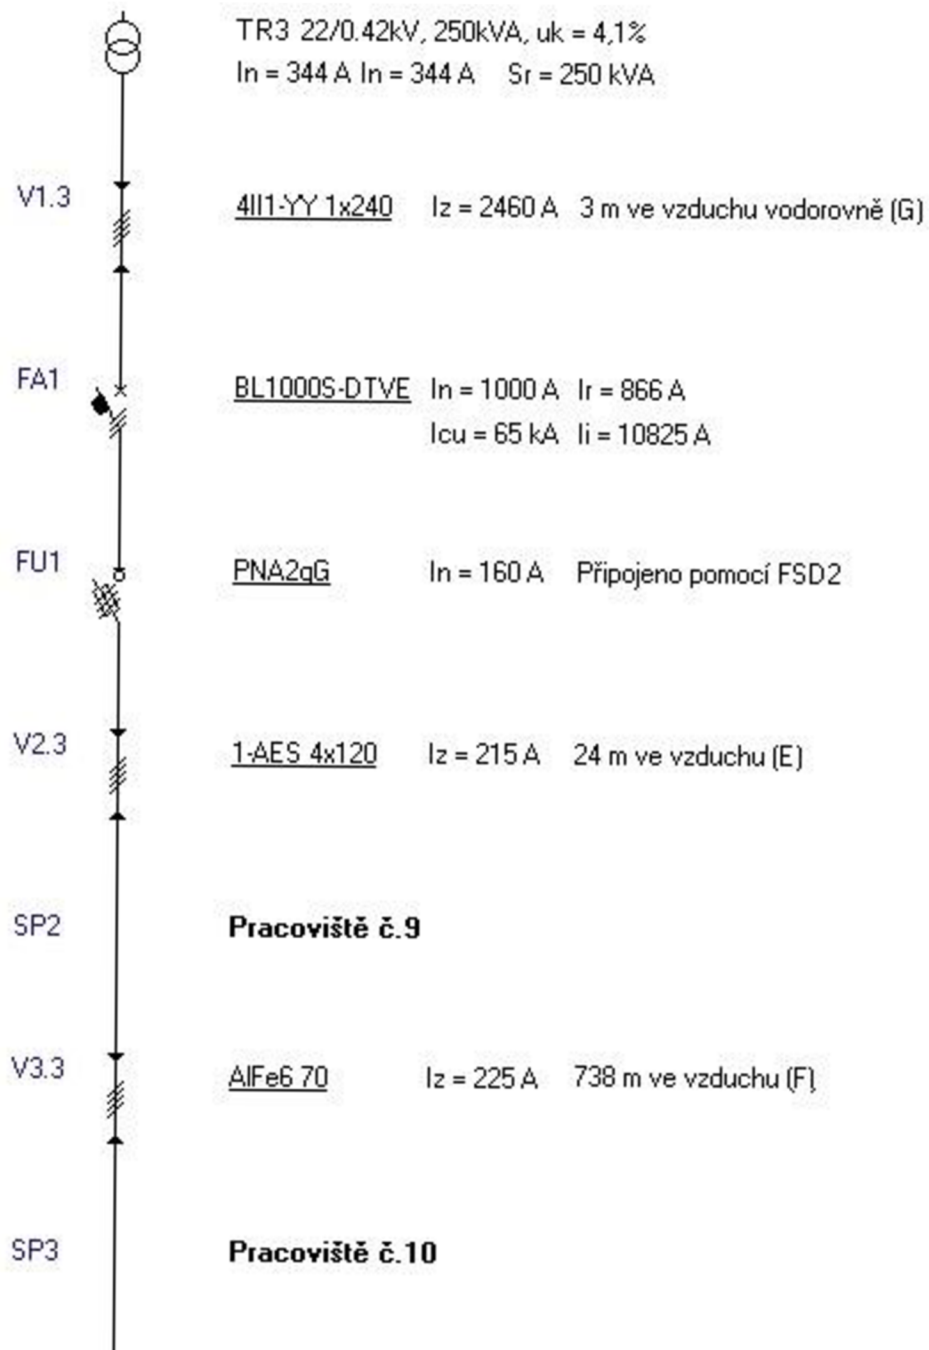 TR3 22/0.42kV, 250kVA, uk = 4,1%
In = 344 A In = 344 A Sr = 250 kVA
V1.3 4II1-YY 1x240 Iz = 2460 A 3 m ve vzduchu vodorovně (G)
FA1 BL1000S-DTVE In = 1000 A Ir = 866 A
Icu = 65 kA Ii = 10825 A
FU1 PNA2gG In = 160 A Připojeno pomocí FSD2
V2.3 1-AES 4x120 Iz = 215 A 24 m ve vzduchu (E)
SP2 Pracoviště č.9
V3.3 AlFe6 70 Iz = 225 A 738 m ve vzduchu (F)
SP3 Pracoviště č.10